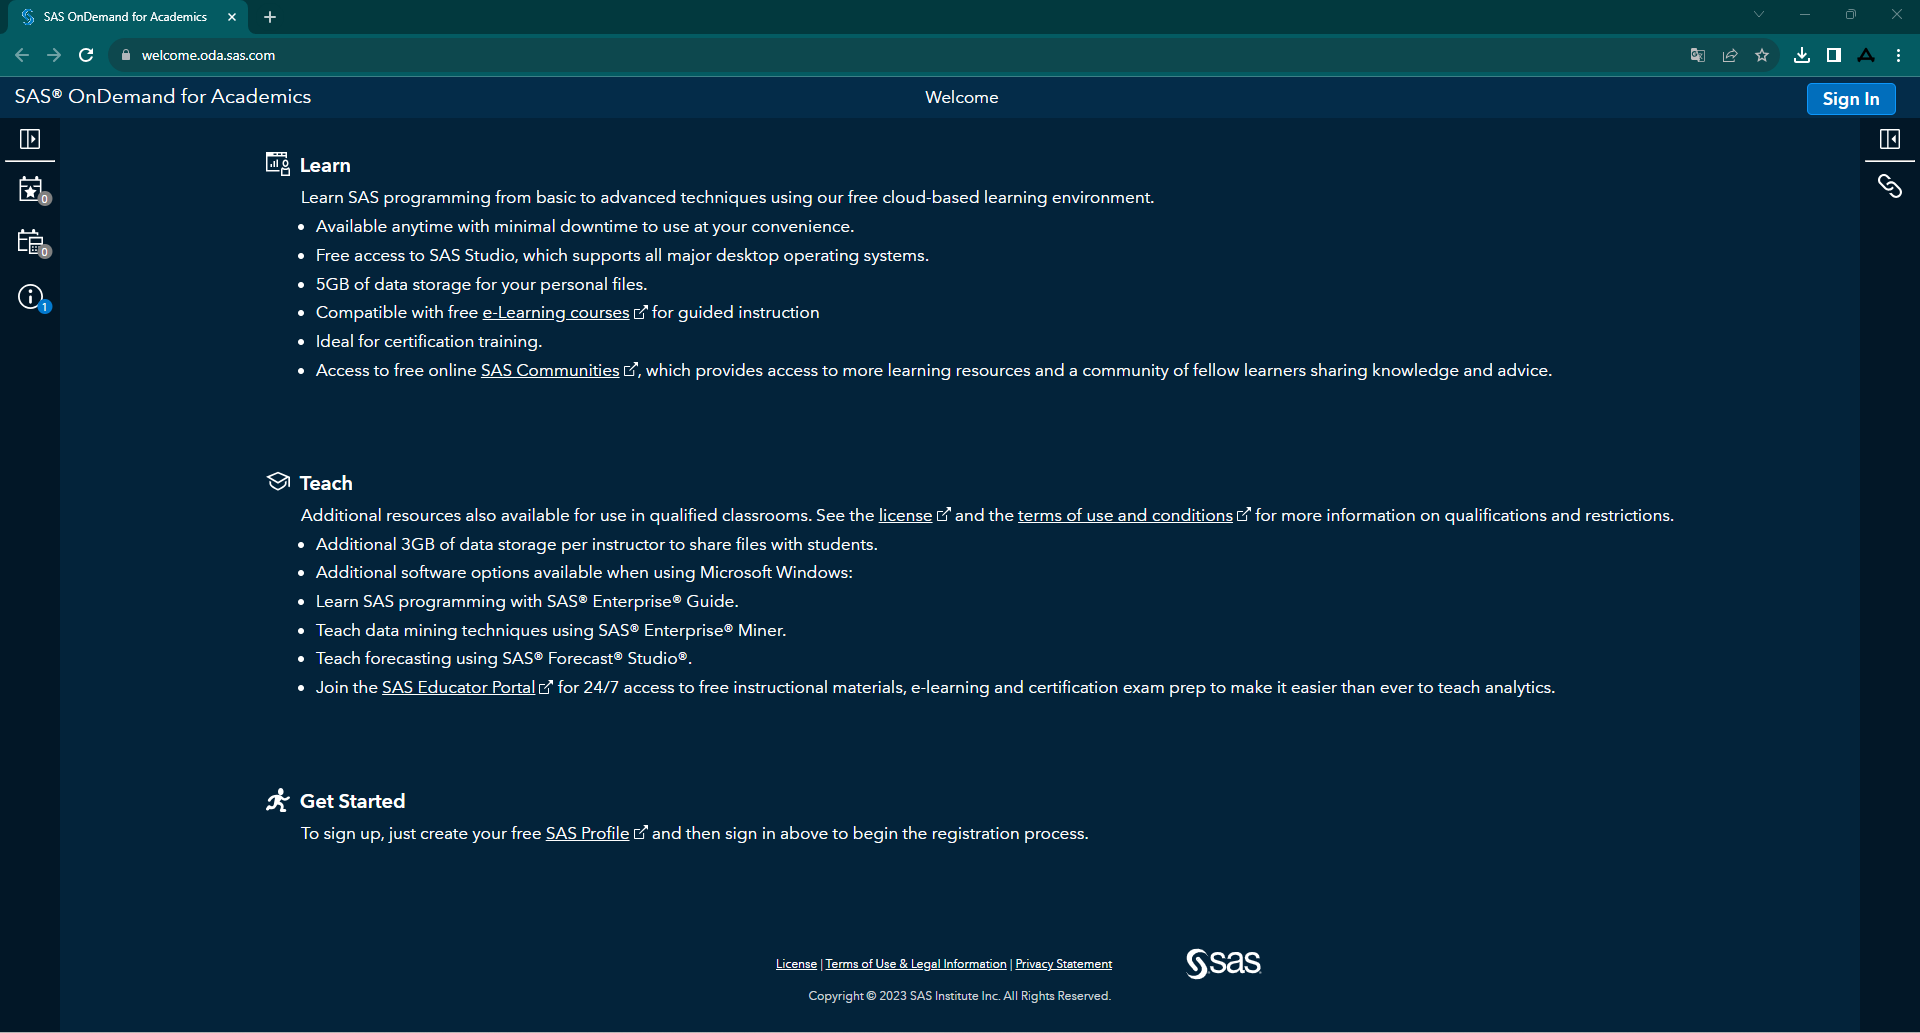 SAS OnDemand for Academics
welcome.oda.sas.com
SAS® OnDemand for Academics
Welcome
Sign In
0
0
1
Learn
Learn SAS programming from basic to advanced techniques using our free cloud-based learning environment.
• Available anytime with minimal downtime to use at your convenience.
• Free access to SAS Studio, which supports all major desktop operating systems.
• 5GB of data storage for your personal files.
• Compatible with free e-Learning courses for guided instruction
• Ideal for certification training.
• Access to free online SAS Communities , which provides access to more learning resources and a community of fellow learners sharing knowledge and advice.
Teach
Additional resources also available for use in qualified classrooms. See the license and the terms of use and conditions for more information on qualifications and restrictions.
• Additional 3GB of data storage per instructor to share files with students.
• Additional software options available when using Microsoft Windows:
• Learn SAS programming with SAS® Enterprise® Guide.
• Teach data mining techniques using SAS® Enterprise® Miner.
• Teach forecasting using SAS® Forecast® Studio®.
• Join the SAS Educator Portal for 24/7 access to free instructional materials, e-learning and certification exam prep to make it easier than ever to teach analytics.
Get Started
To sign up, just create your free SAS Profile and then sign in above to begin the registration process.
License | Terms of Use & Legal Information | Privacy Statement
sas
Copyright © 2023 SAS Institute Inc. All Rights Reserved.